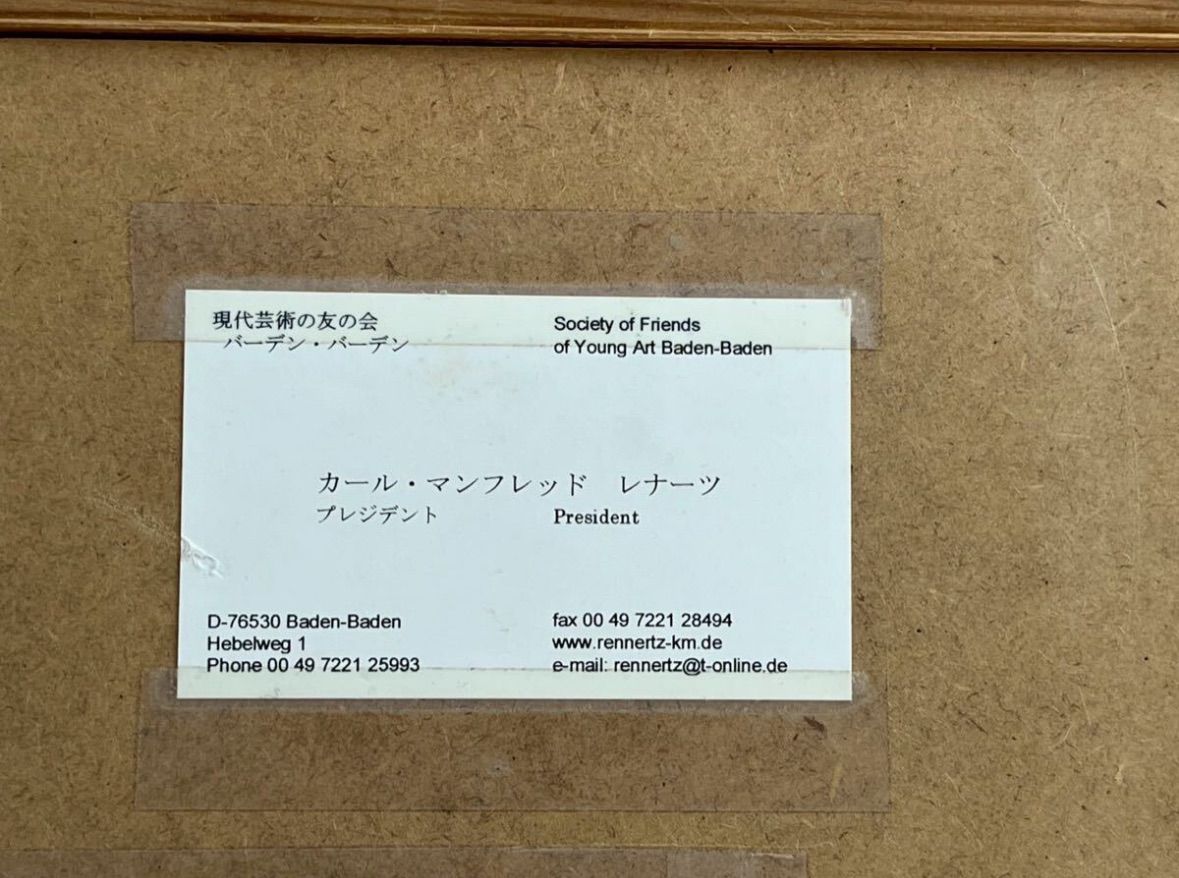 現代芸術の友の会
バーデン・バーデン
Society of Friends
of Young Art Baden-Baden
カール・マンフレッド　レナーツ
プレジデント
President
D-76530 Baden-Baden
Hebelweg 1
Phone 00 49 7221 25993
fax 00 49 7221 28494
www.rennertz-km.de
e-mail: rennertz@t-online.de